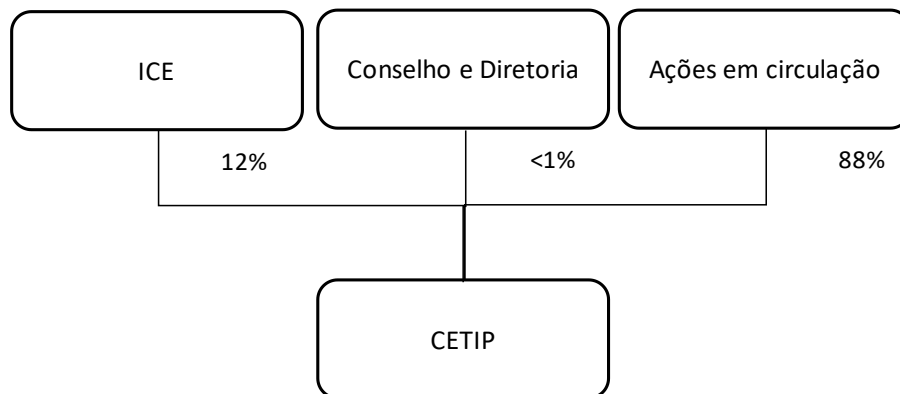 ICE
Conselho e Diretoria
Ações em circulação
12%
<1%
88%
CETIP